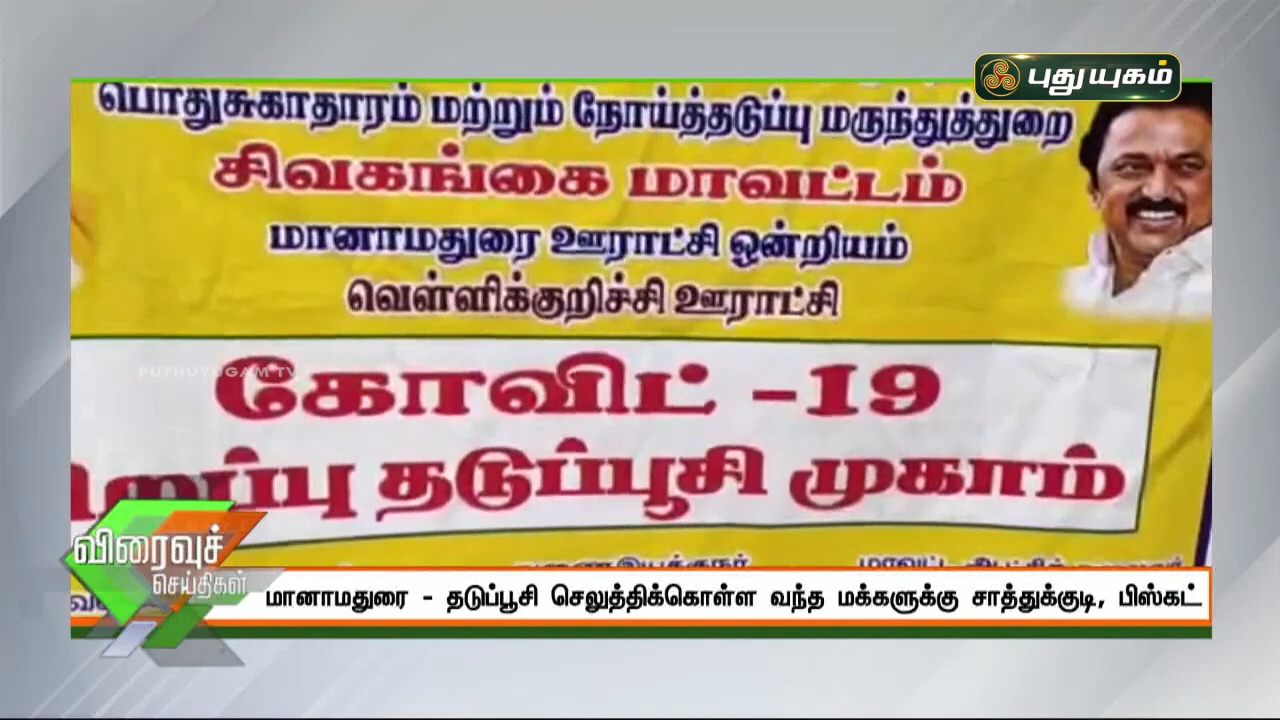 புதுயுகம்
பொதுசுகாதாரம் மற்றும் நோய்த்தடுப்பு மருந்துத்துறை
சிவகங்கை மாவட்டம்
மானாமதுரை ஊராட்சி ஒன்றியம்
வெள்ளிக்குறிச்சி ஊராட்சி
PUTHUYUGAM TV
கோவிட் -19
தடுப்பூசி முகாம்
விரைவுச்
செய்திகள்
மானாமதுரை - தடுப்பூசி செலுத்திக்கொள்ள வந்த மக்களுக்கு சாத்துக்குடி, பிஸ்கட்